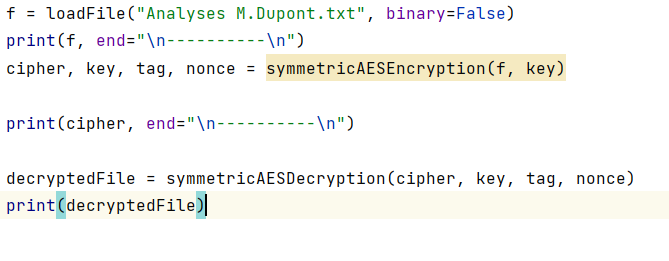 f = loadFile("Analyses M.Dupont.txt", binary=False)
print(f, end="\n----------\n")
cipher, key, tag, nonce = symmetricAESEncryption(f, key)
print(cipher, end="\n----------\n")
decryptedFile = symmetricAESDecryption(cipher, key, tag, nonce)
print(decryptedFile)